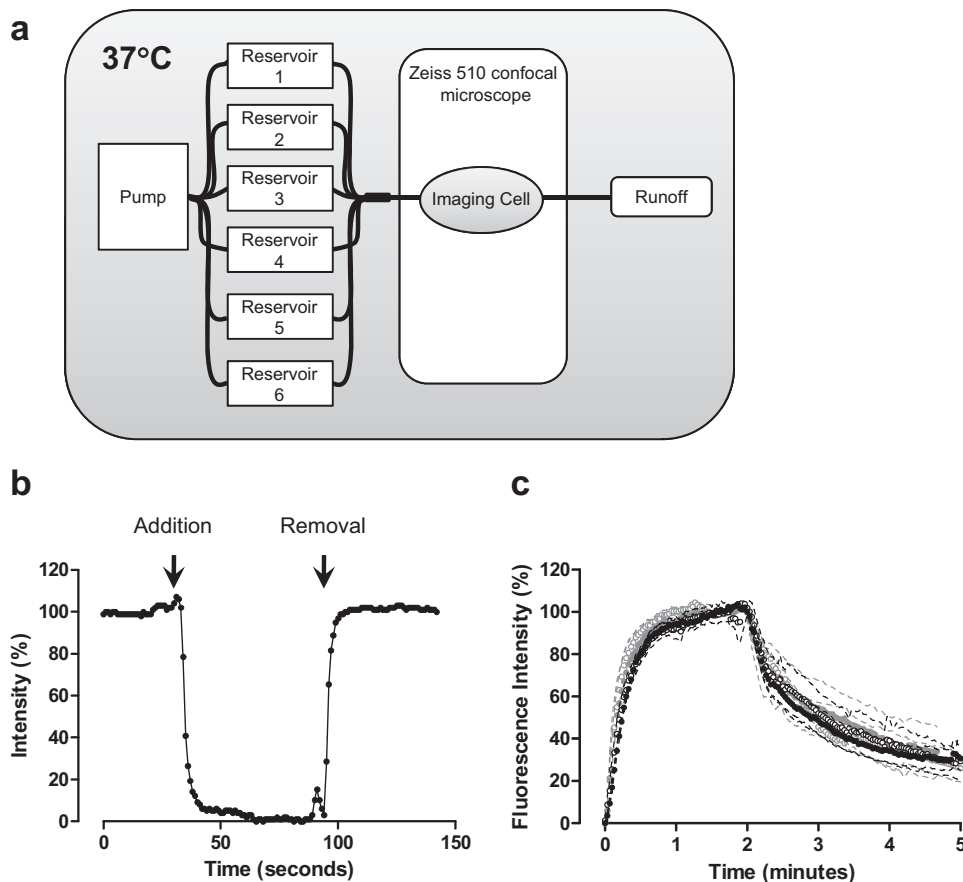 a
37°C
Pump
Reservoir
1
Reservoir
2
Reservoir
3
Reservoir
4
Reservoir
5
Reservoir
6
Zeiss 510 confocal
microscope
Imaging Cell
Runoff
b
Addition
Removal
120
100
80
60
40
20
0
Intensity (%)
0
50
100
150
Time (seconds)
c
120
100
80
60
40
20
0
Fluorescence Intensity (%)
0
1
2
3
4
5
Time (minutes)